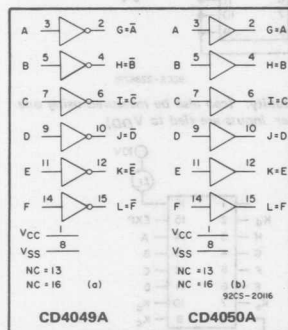 A 3 2 G=A̅
B 5 4 H=B̅
C 7 6 I=C̅
D 9 10 J=D̅
E 11 12 K=E̅
F 14 15 L=F̅
VCC 1
VSS 8
NC = 13
NC = 16 (a)
CD4049A
A 3 2 G=A
B 5 4 H=B
C 7 6 I=C
D 9 10 J=D
E 11 12 K=E
F 14 15 L=F
VCC 1
VSS 8
NC = 13
NC = 16 (b)
92CS-20116
CD4050A